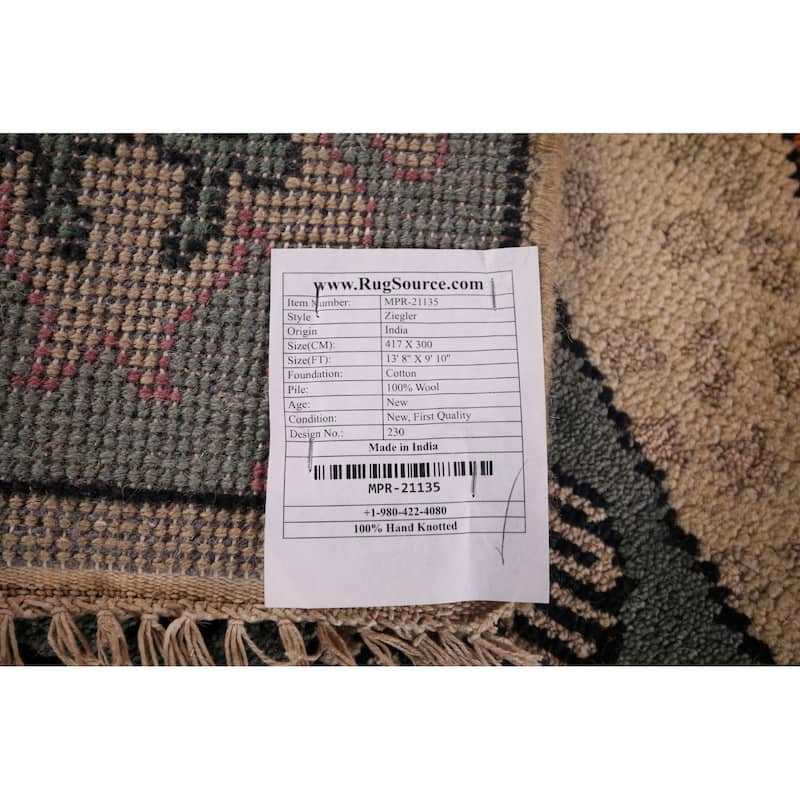 www.RugSource.com
Item Number: MPR-21135
Style Ziegler
Origin India
Size(CM): 417 X 300
Size(FT): 13' 8" X 9' 10"
Foundation: Cotton
Pile: 100% Wool
Age: New
Condition: New, First Quality
Design No.: 230
Made in India
MPR-21135
+1-980-422-4080
100% Hand Knotted